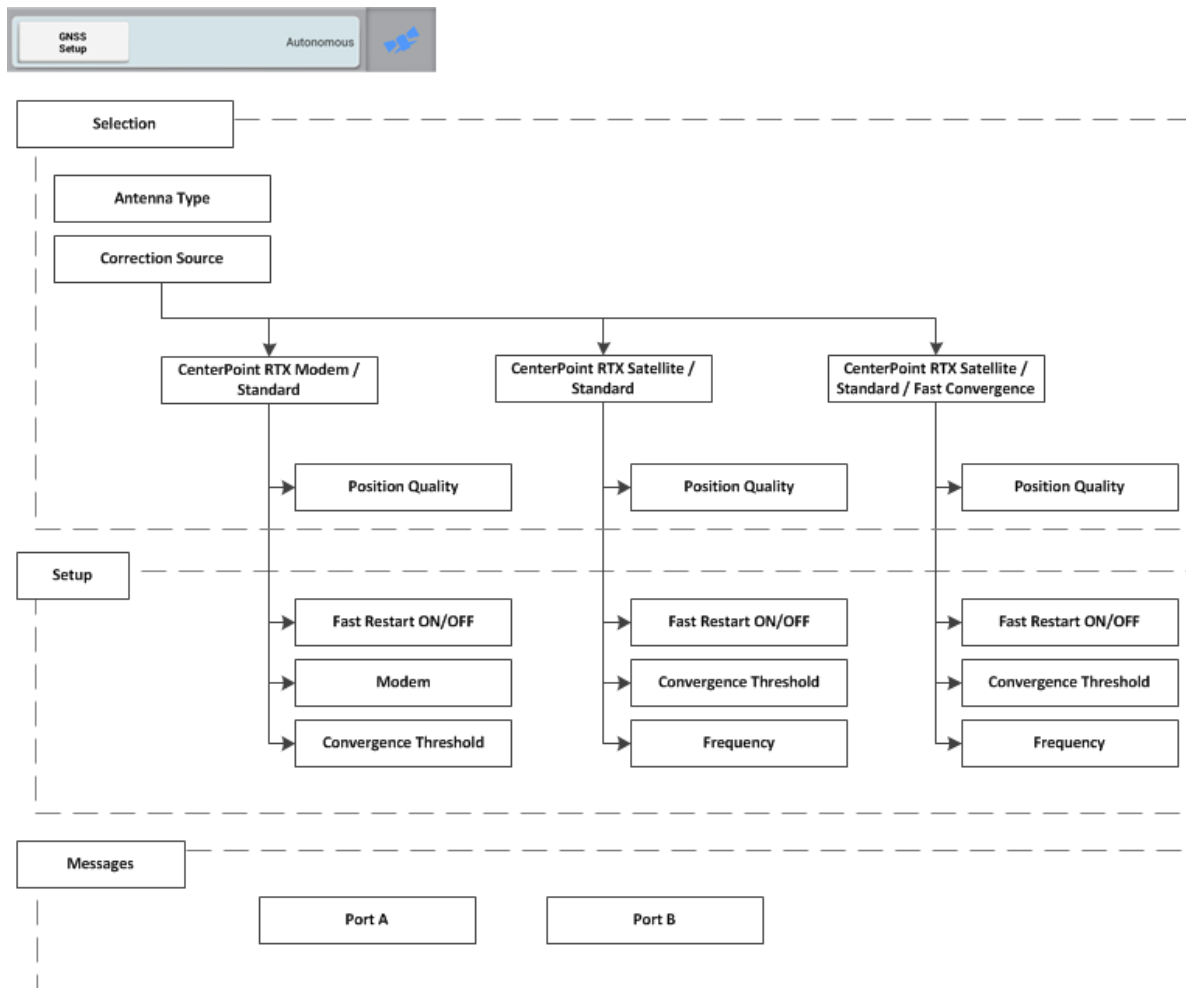 GNSS
Setup
Autonomous
Selection
Antenna Type
Correction Source
CenterPoint RTX Modem /
Standard
CenterPoint RTX Satellite /
Standard
CenterPoint RTX Satellite /
Standard / Fast Convergence
Position Quality
Position Quality
Position Quality
Setup
Fast Restart ON/OFF
Fast Restart ON/OFF
Fast Restart ON/OFF
Modem
Convergence Threshold
Convergence Threshold
Convergence Threshold
Frequency
Frequency
Messages
Port A
Port B